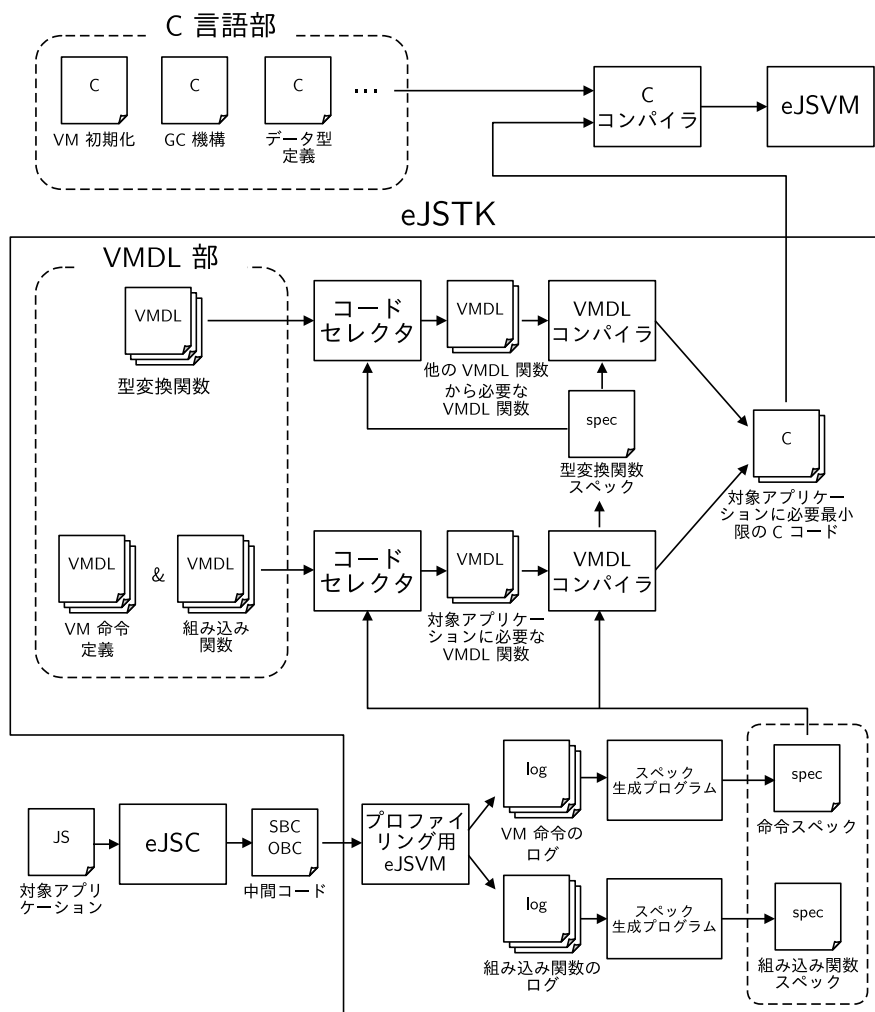 C 言語部
C
C
C
…
VM 初期化
GC 機構
データ型
定義
C
コンパイラ
eJSVM
eJSTK
VMDL 部
VMDL
型変換関数
コード
セレクタ
VMDL
他の VMDL 関数
から必要な
VMDL 関数
VMDL
コンパイラ
spec
型変換関数
スペック
C
対象アプリケー
ションに必要最小
限の C コード
VMDL
&
VMDL
VM 命令
定義
組み込み
関数
コード
セレクタ
VMDL
対象アプリケー
ションに必要な
VMDL 関数
VMDL
コンパイラ
JS
対象アプリ
ケーション
eJSC
SBC
OBC
中間コード
プロファイ
リング用
eJSVM
log
VM 命令の
ログ
スペック
生成プログラム
spec
命令スペック
log
組み込み関数の
ログ
スペック
生成プログラム
spec
組み込み関数
スペック